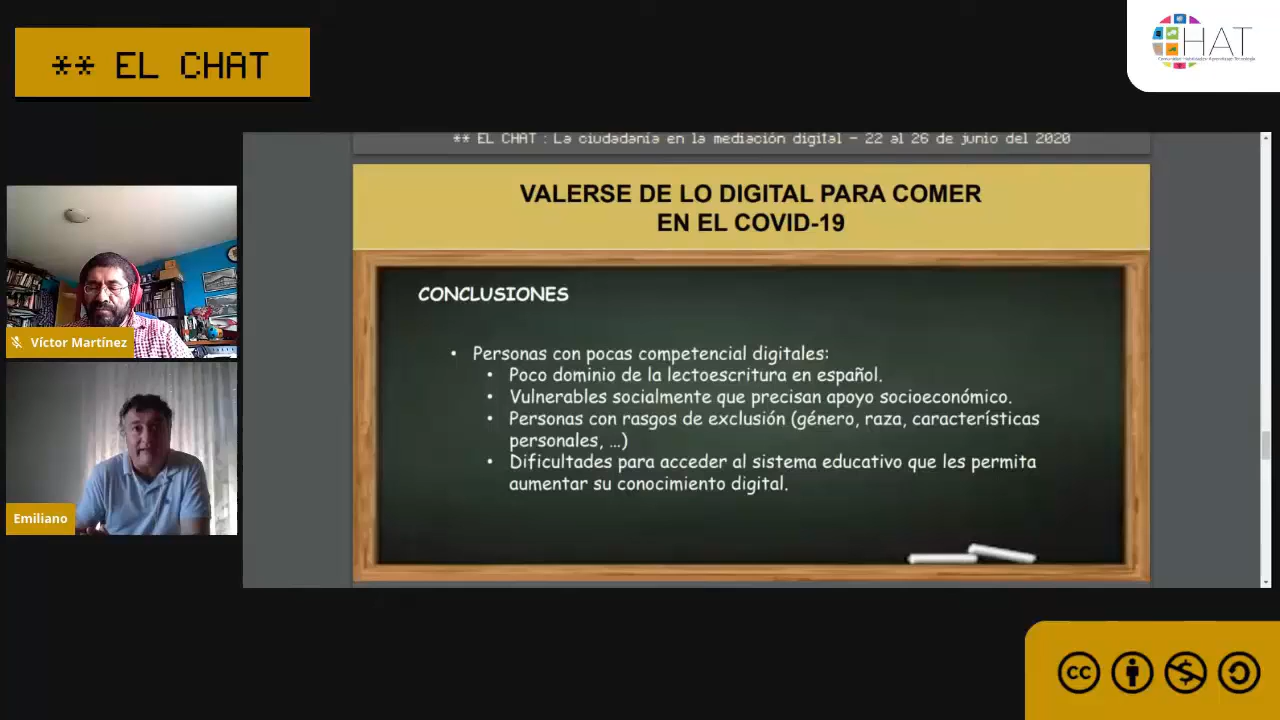 ** EL CHAT
HAT
** EL CHAT : La ciudadanía en la mediación digital - 22 al 26 de junio del 2020
VALERSE DE LO DIGITAL PARA COMER
EN EL COVID-19
CONCLUSIONES
• Personas con pocas competencial digitales:
• Poco dominio de la lectoescritura en español.
• Vulnerables socialmente que precisan apoyo socioeconómico.
• Personas con rasgos de exclusión (género, raza, características
personales, ...)
• Dificultades para acceder al sistema educativo que les permita
aumentar su conocimiento digital.
Víctor Martínez
Emiliano
cc